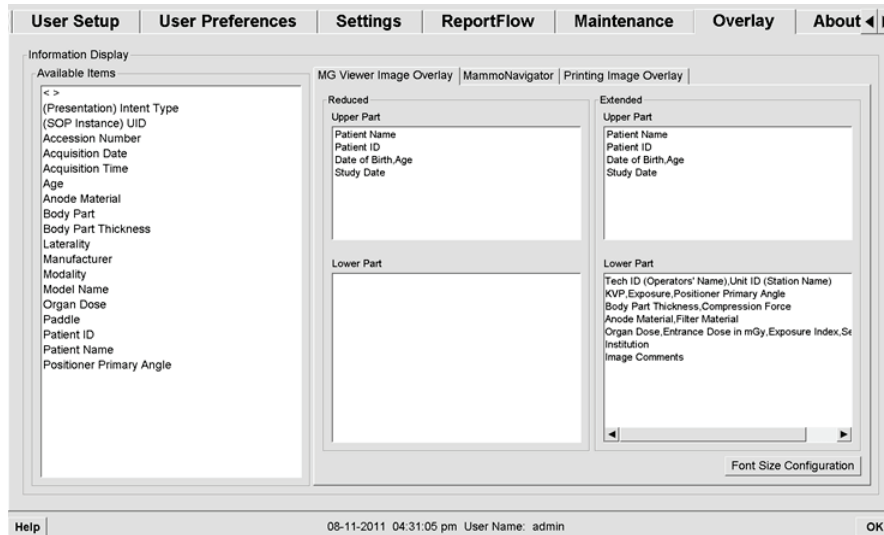 User Setup User Preferences Settings ReportFlow Maintenance Overlay About
Information Display
Available Items
< >
(Presentation) Intent Type
(SOP Instance) UID
Accession Number
Acquisition Date
Acquisition Time
Age
Anode Material
Body Part
Body Part Thickness
Laterality
Manufacturer
Modality
Model Name
Organ Dose
Paddle
Patient ID
Patient Name
Positioner Primary Angle
MG Viewer Image Overlay MammoNavigator Printing Image Overlay
Reduced
Upper Part
Patient Name
Patient ID
Date of Birth,Age
Study Date
Lower Part
Extended
Upper Part
Patient Name
Patient ID
Date of Birth,Age
Study Date
Lower Part
Tech ID (Operators' Name),Unit ID (Station Name)
KVP,Exposure,Positioner Primary Angle
Body Part Thickness,Compression Force
Anode Material,Filter Material
Organ Dose,Entrance Dose in mGy,Exposure Index,Se
Institution
Image Comments
Font Size Configuration
Help 08-11-2011 04:31:05 pm User Name: admin OK